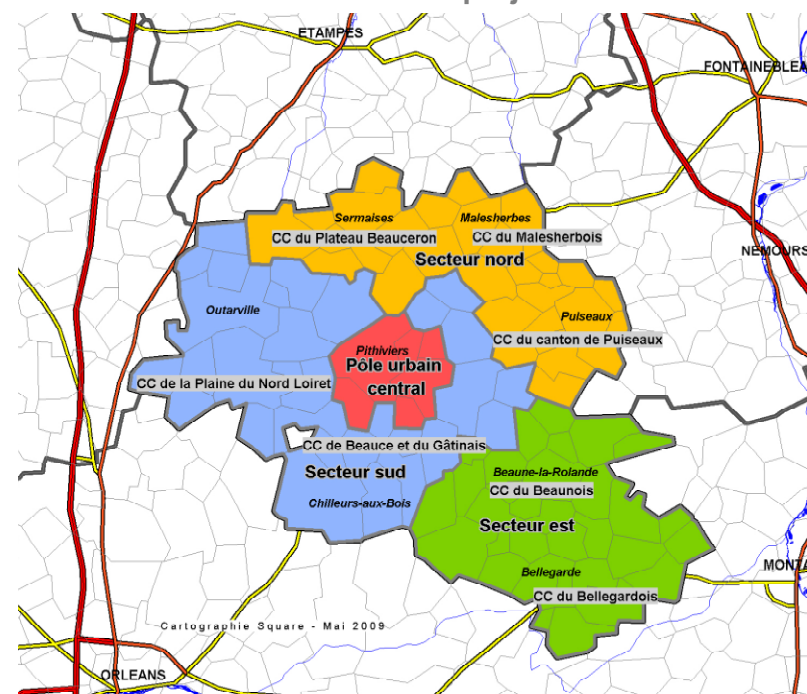 ETAMPES
FONTAINEBLEA
Sermaises
Malesherbes
CC du Plateau Beauceron
CC du Malesherbois
Secteur nord
NEMOURS
Outarville
Puiseaux
CC du canton de Puiseaux
Pithiviers
Pôle urbain
central
CC de la Plaine du Nord Loiret
CC de Beauce et du Gâtinais
Secteur sud
Beaune-la-Rolande
CC du Beaunois
Chilleurs-aux-Bois
Secteur est
Bellegarde
MONTA
CC du Bellegardois
Cartographie Square - Mai 2009
ORLEANS